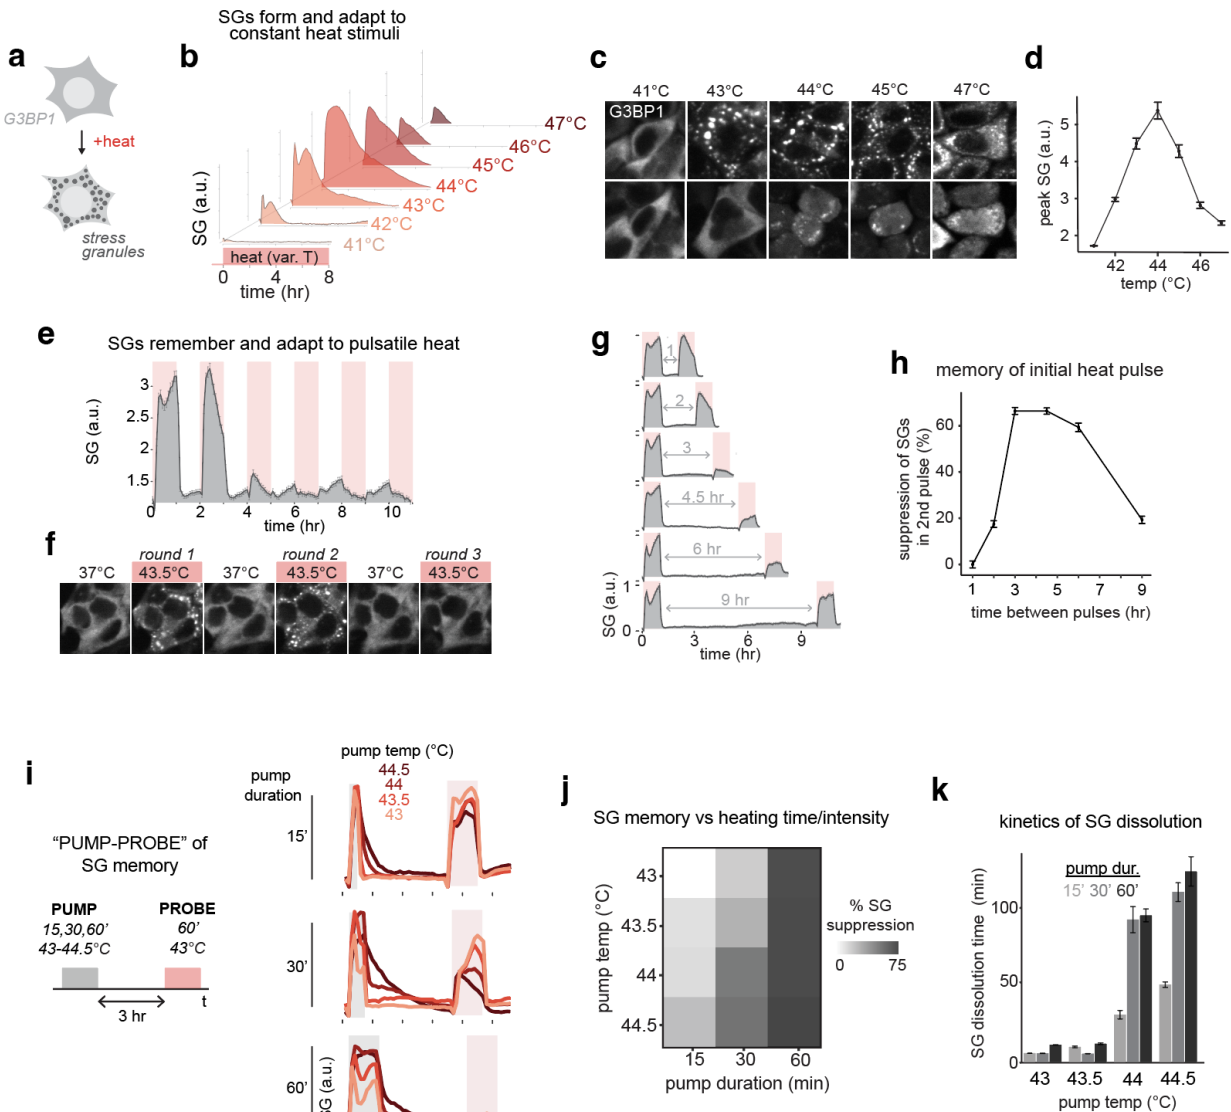 a
G3BP1
+heat
stress
granules
b
SGs form and adapt to
constant heat stimuli
SG (a.u.)
47°C
46°C
45°C
44°C
43°C
42°C
41°C
heat (var. T)
0 4 8
time (hr)
c
41°C 43°C 44°C 45°C 47°C
G3BP1
d
peak SG (a.u.)
5
4
3
2
42 44 46
temp (°C)
e
SGs remember and adapt to pulsatile heat
SG (a.u.)
3
2.5
2
1.5
0 2 4 6 8 10
time (hr)
f
round 1 round 2 round 3
37°C 43.5°C 37°C 43.5°C 37°C 43.5°C
g
1
2
3
4.5 hr
6 hr
9 hr
SG (a.u.)
1
0
0 3 6 9
time (hr)
h
memory of initial heat pulse
suppression of SGs
in 2nd pulse (%)
60
40
20
0
1 3 5 7 9
time between pulses (hr)
i
"PUMP-PROBE" of
SG memory
PUMP PROBE
15,30,60' 60'
43-44.5°C 43°C
3 hr
t
pump temp (°C)
44.5
44
43.5
43
pump
duration
15'
30'
60'
SG (a.u.)
j
SG memory vs heating time/intensity
pump temp (°C)
43
43.5
44
44.5
15 30 60
pump duration (min)
% SG
suppression
0 75
k
kinetics of SG dissolution
pump dur.
15' 30' 60'
SG dissolution time (min)
100
50
0
43 43.5 44 44.5
pump temp (°C)